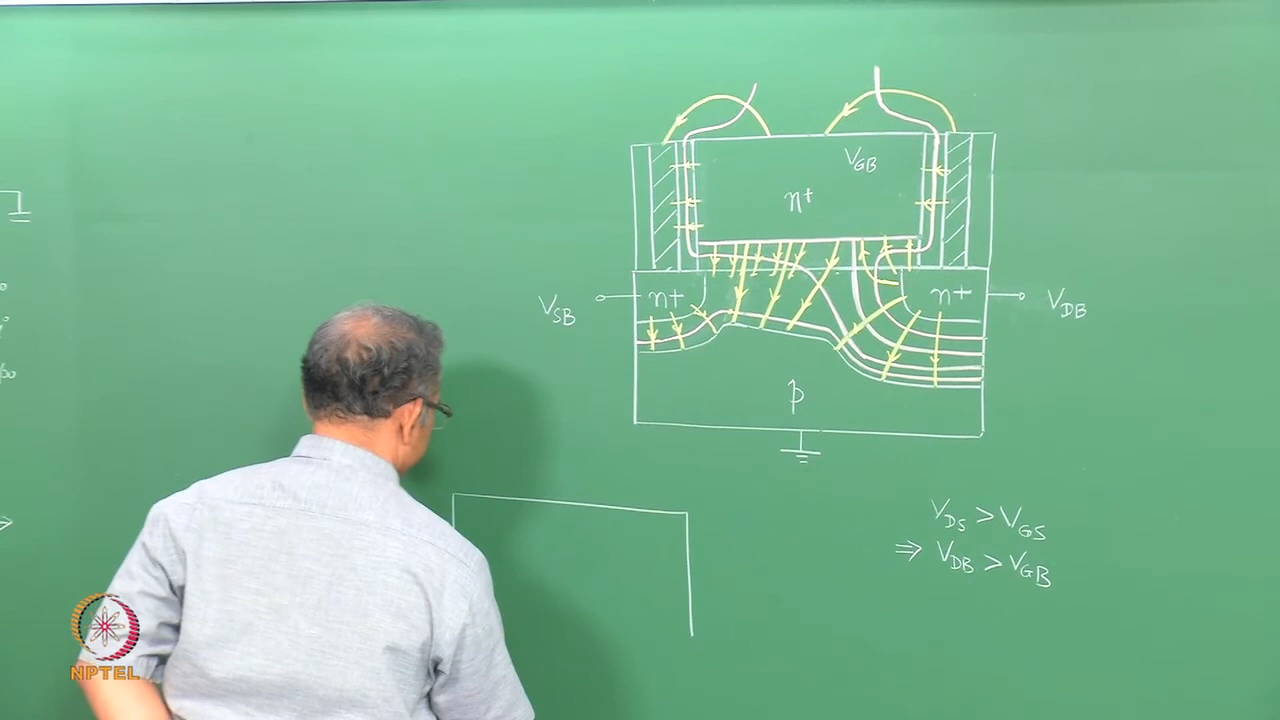 V_GB
n+
n+
n+
V_SB
V_DB
p
V_DS > V_GS
⇒ V_DB > V_GB
NPTEL